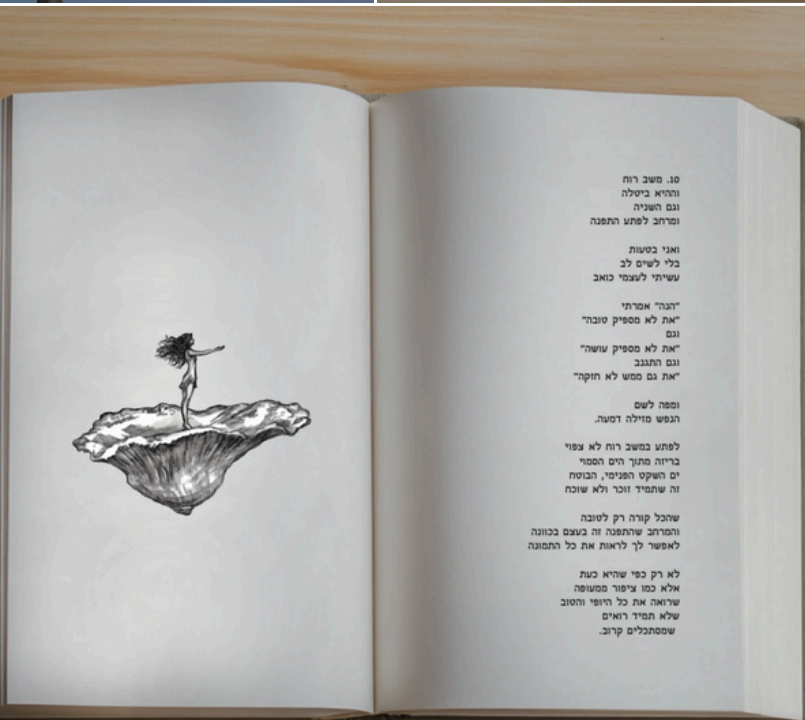 סג. משב רוח
וההיא ביטלה
וגם השניה
ומרחב לפתע התפנה
ואני בטעות
בלי לשים לב
עשיתי לעצמי כואב
"הנה" אמרתי
"את לא מספיק טובה"
וגם
"את לא מספיק עושה"
וגם התגנב
"את גם ממש לא חזקה"
ומפה לשם
הנפש מזילה דמעה.
לפתע במשב רוח לא צפוי
בריזה מתוך הים הסמוי
ים השקט הפנימי, הבוטח
זה שתמיד זוכר ולא שוכח
שהכל קורה רק לטובה
והמרחב שהתפנה זה בעצם בכוונה
לאפשר לך לראות את כל התמונה
לא רק כפי שהיא כעת
אלא כמו ציפור ממעופה
שרואה את כל היופי והטוב
שלא תמיד רואים
שמסתכלים קרוב.